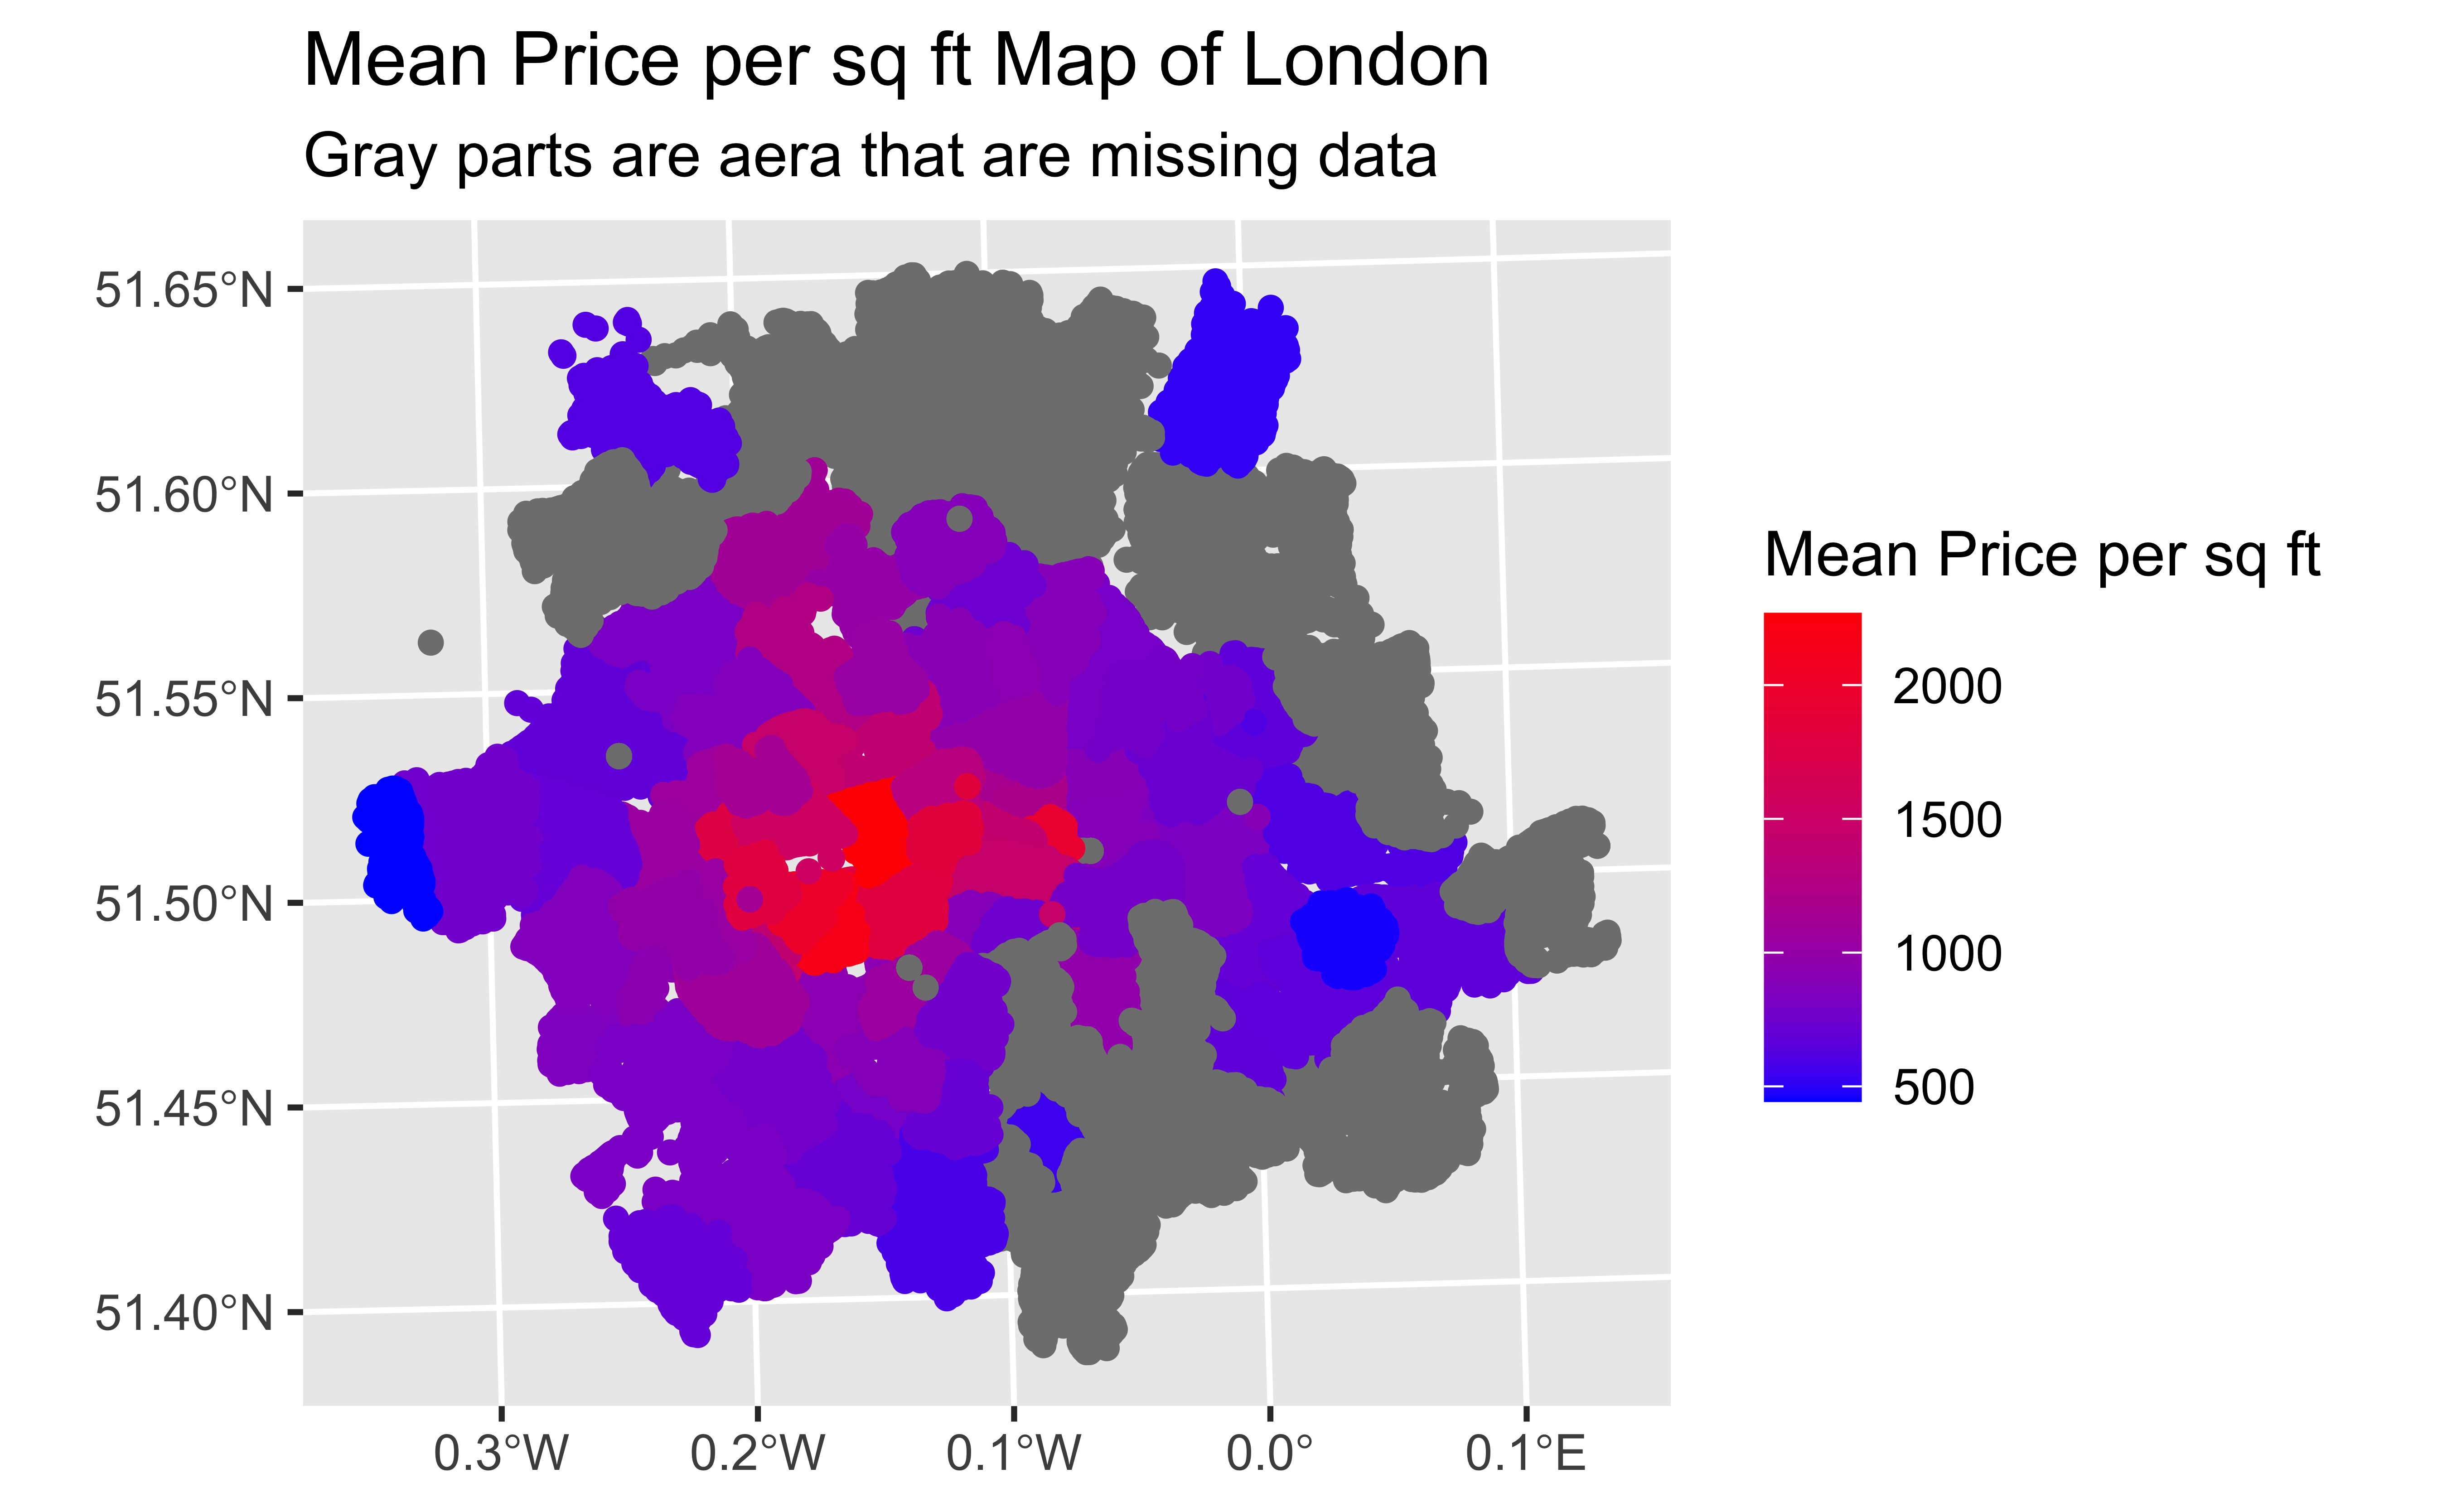 Mean Price per sq ft Map of London
Gray parts are aera that are missing data
51.65°N
51.60°N
51.55°N
51.50°N
51.45°N
51.40°N
0.3°W 0.2°W 0.1°W 0.0° 0.1°E
Mean Price per sq ft
2000
1500
1000
500